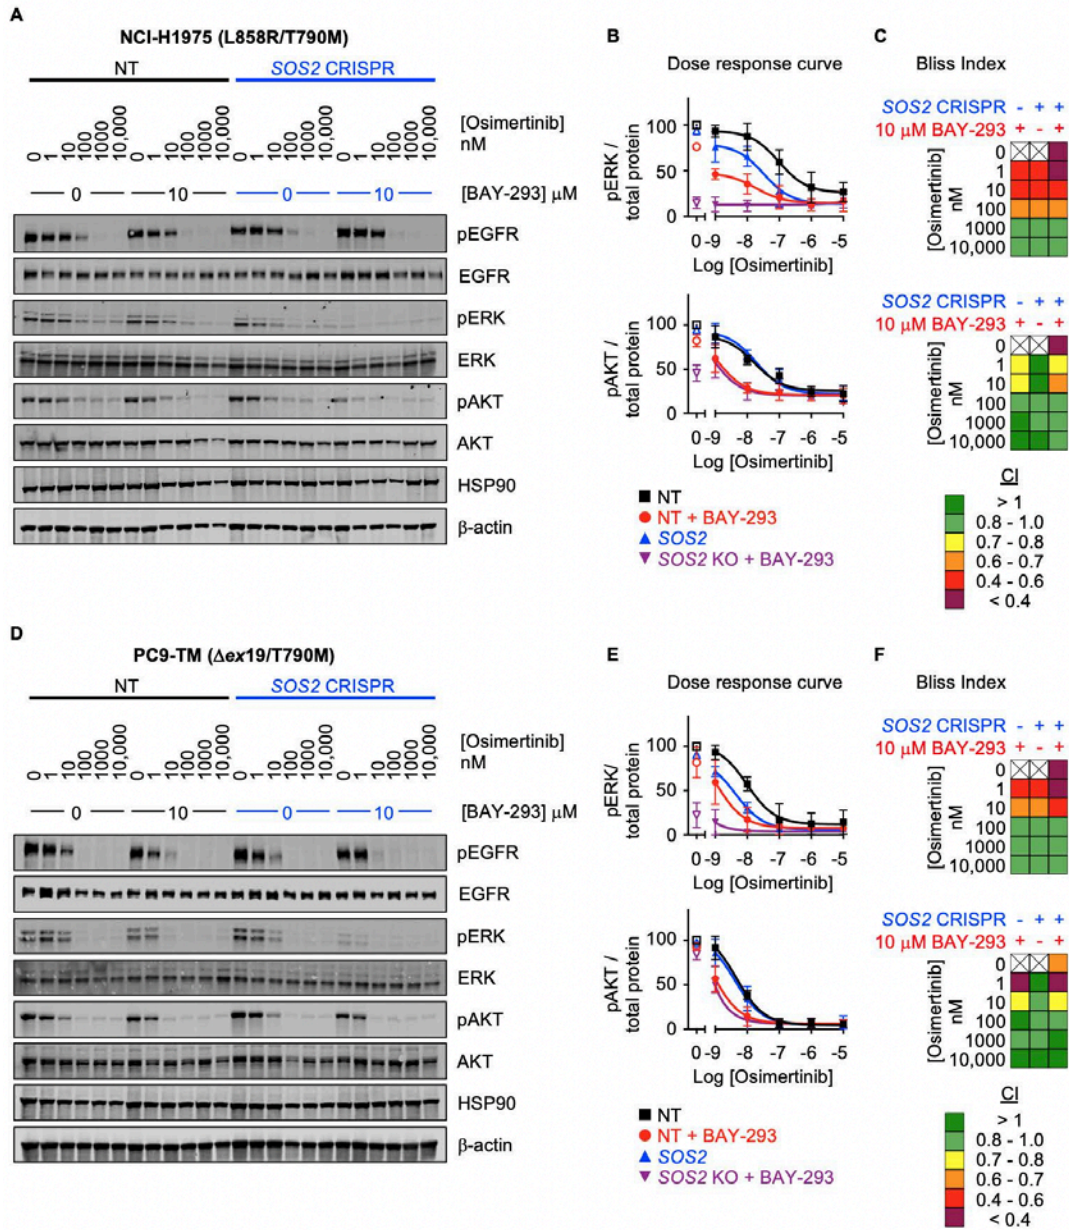 A
NCI-H1975 (L858R/T790M)
NT SOS2 CRISPR
0 1 10 100 1000 10,000 0 1 10 100 1000 10,000 0 1 10 100 1000 10,000 0 1 10 100 1000 10,000
[Osimertinib]
nM
0 10 0 10 [BAY-293] μM
pEGFR
EGFR
pERK
ERK
pAKT
AKT
HSP90
β-actin
B
Dose response curve
pERK /
total protein
100
50
0
0 -9 -8 -7 -6 -5
Log [Osimertinib]
pAKT /
total protein
100
50
0
0 -9 -8 -7 -6 -5
Log [Osimertinib]
NT
NT + BAY-293
SOS2
SOS2 KO + BAY-293
C
Bliss Index
SOS2 CRISPR - + +
10 μM BAY-293 + - +
[Osimertinib]
nM
0
1
10
100
1000
10,000
SOS2 CRISPR - + +
10 μM BAY-293 + - +
[Osimertinib]
nM
0
1
10
100
1000
10,000
CI
> 1
0.8 - 1.0
0.7 - 0.8
0.6 - 0.7
0.4 - 0.6
< 0.4
D
PC9-TM (Δex19/T790M)
NT SOS2 CRISPR
0 1 10 100 1000 10,000 0 1 10 100 1000 10,000 0 1 10 100 1000 10,000 0 1 10 100 1000 10,000
[Osimertinib]
nM
0 10 0 10 [BAY-293] μM
pEGFR
EGFR
pERK
ERK
pAKT
AKT
HSP90
β-actin
E
Dose response curve
pERK/
total protein
100
50
0
0 -9 -8 -7 -6 -5
Log [Osimertinib]
pAKT /
total protein
100
50
0
0 -9 -8 -7 -6 -5
Log [Osimertinib]
NT
NT + BAY-293
SOS2
SOS2 KO + BAY-293
F
Bliss Index
SOS2 CRISPR - + +
10 μM BAY-293 + - +
[Osimertinib]
nM
0
1
10
100
1000
10,000
SOS2 CRISPR - + +
10 μM BAY-293 + - +
[Osimertinib]
nM
0
1
10
100
1000
10,000
CI
> 1
0.8 - 1.0
0.7 - 0.8
0.6 - 0.7
0.4 - 0.6
< 0.4